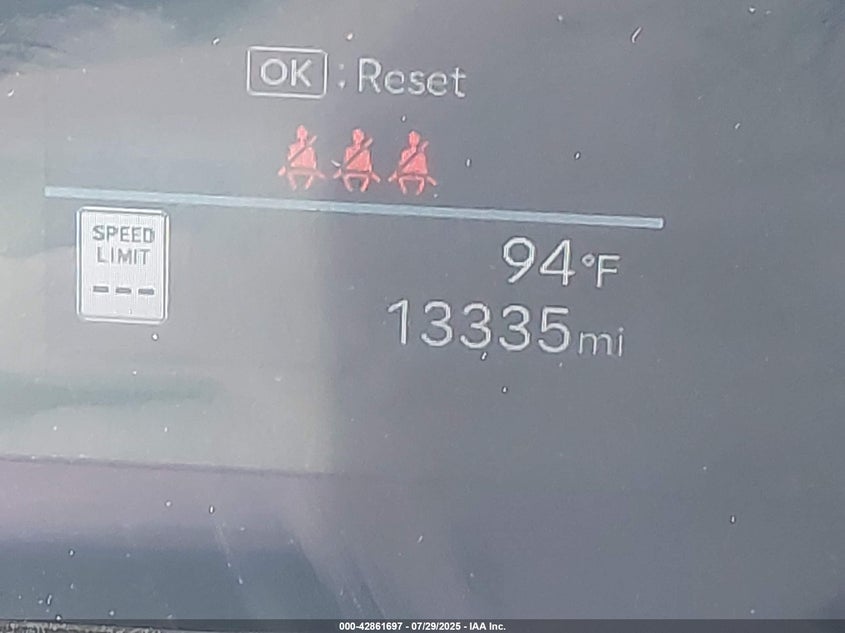 OK : Reset
SPEED
LIMIT
---
94°F
13335mi
000-42861697 - 07/29/2025 - IAA Inc.